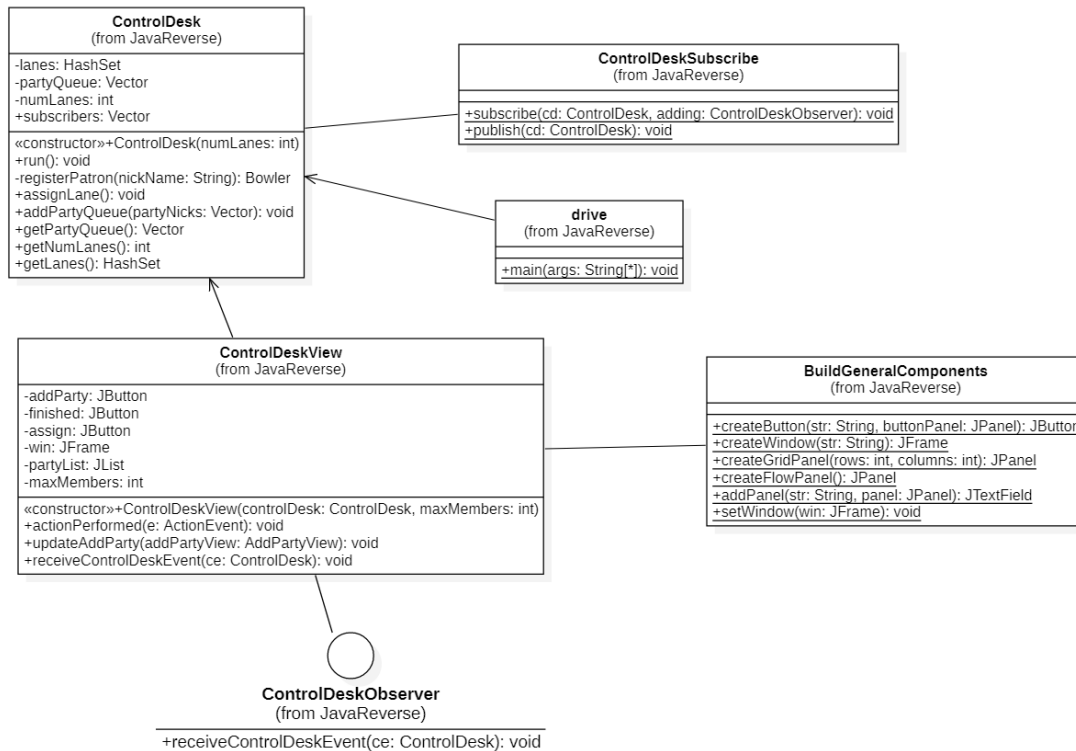 ControlDesk
(from JavaReverse)
-lanes: HashSet
-partyQueue: Vector
-numLanes: int
+subscribers: Vector
«constructor»+ControlDesk(numLanes: int)
+run(): void
-registerPatron(nickName: String): Bowler
+assignLane(): void
+addPartyQueue(partyNicks: Vector): void
+getPartyQueue(): Vector
+getNumLanes(): int
+getLanes(): HashSet
ControlDeskSubscribe
(from JavaReverse)
+subscribe(cd: ControlDesk, adding: ControlDeskObserver): void
+publish(cd: ControlDesk): void
drive
(from JavaReverse)
+main(args: String[*]): void
ControlDeskView
(from JavaReverse)
-addParty: JButton
-finished: JButton
-assign: JButton
-win: JFrame
-partyList: JList
-maxMembers: int
«constructor»+ControlDeskView(controlDesk: ControlDesk, maxMembers: int)
+actionPerformed(e: ActionEvent): void
+updateAddParty(addPartyView: AddPartyView): void
+receiveControlDeskEvent(ce: ControlDesk): void
BuildGeneralComponents
(from JavaReverse)
+createButton(str: String, buttonPanel: JPanel): JButton
+createWindow(str: String): JFrame
+createGridPanel(rows: int, columns: int): JPanel
+createFlowPanel(): JPanel
+addPanel(str: String, panel: JPanel): JTextField
+setWindow(win: JFrame): void
ControlDeskObserver
(from JavaReverse)
+receiveControlDeskEvent(ce: ControlDesk): void